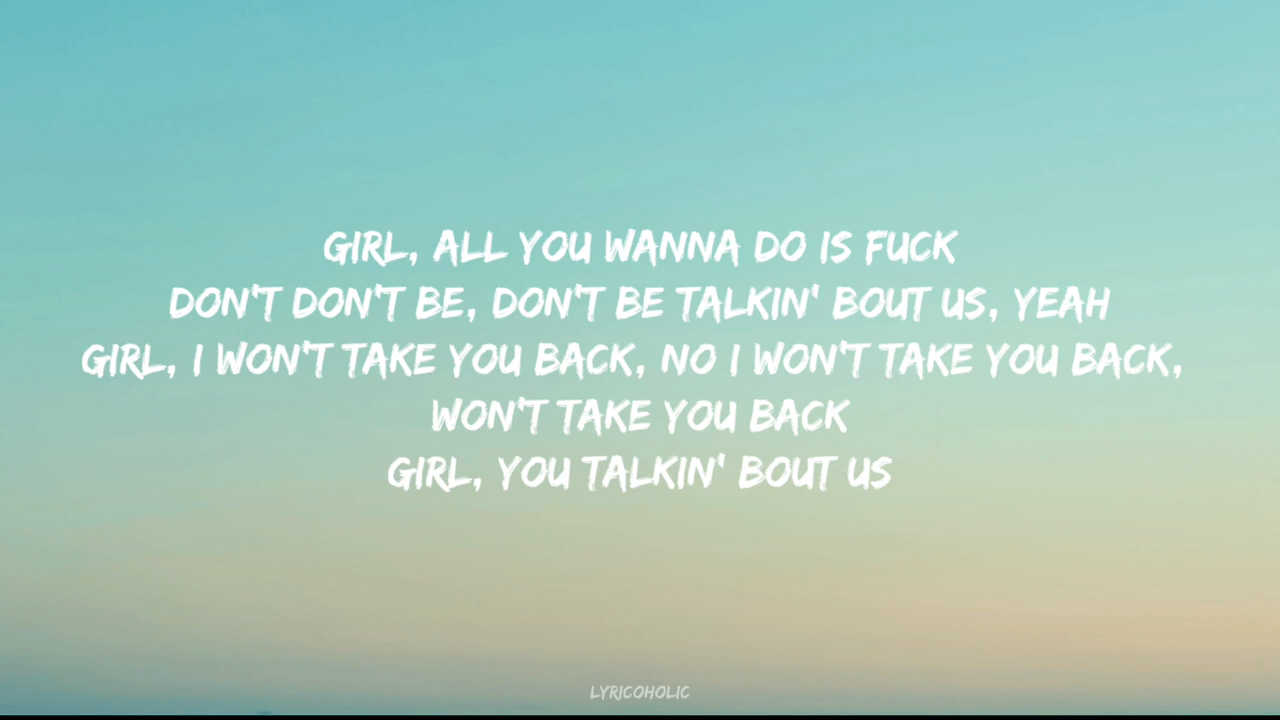 GIRL, ALL YOU WANNA DO IS FUCK
DON'T DON'T BE, DON'T BE TALKIN' BOUT US, YEAH
GIRL, I WON'T TAKE YOU BACK, NO I WON'T TAKE YOU BACK,
WON'T TAKE YOU BACK
GIRL, YOU TALKIN' BOUT US
LYRICOHOLIC